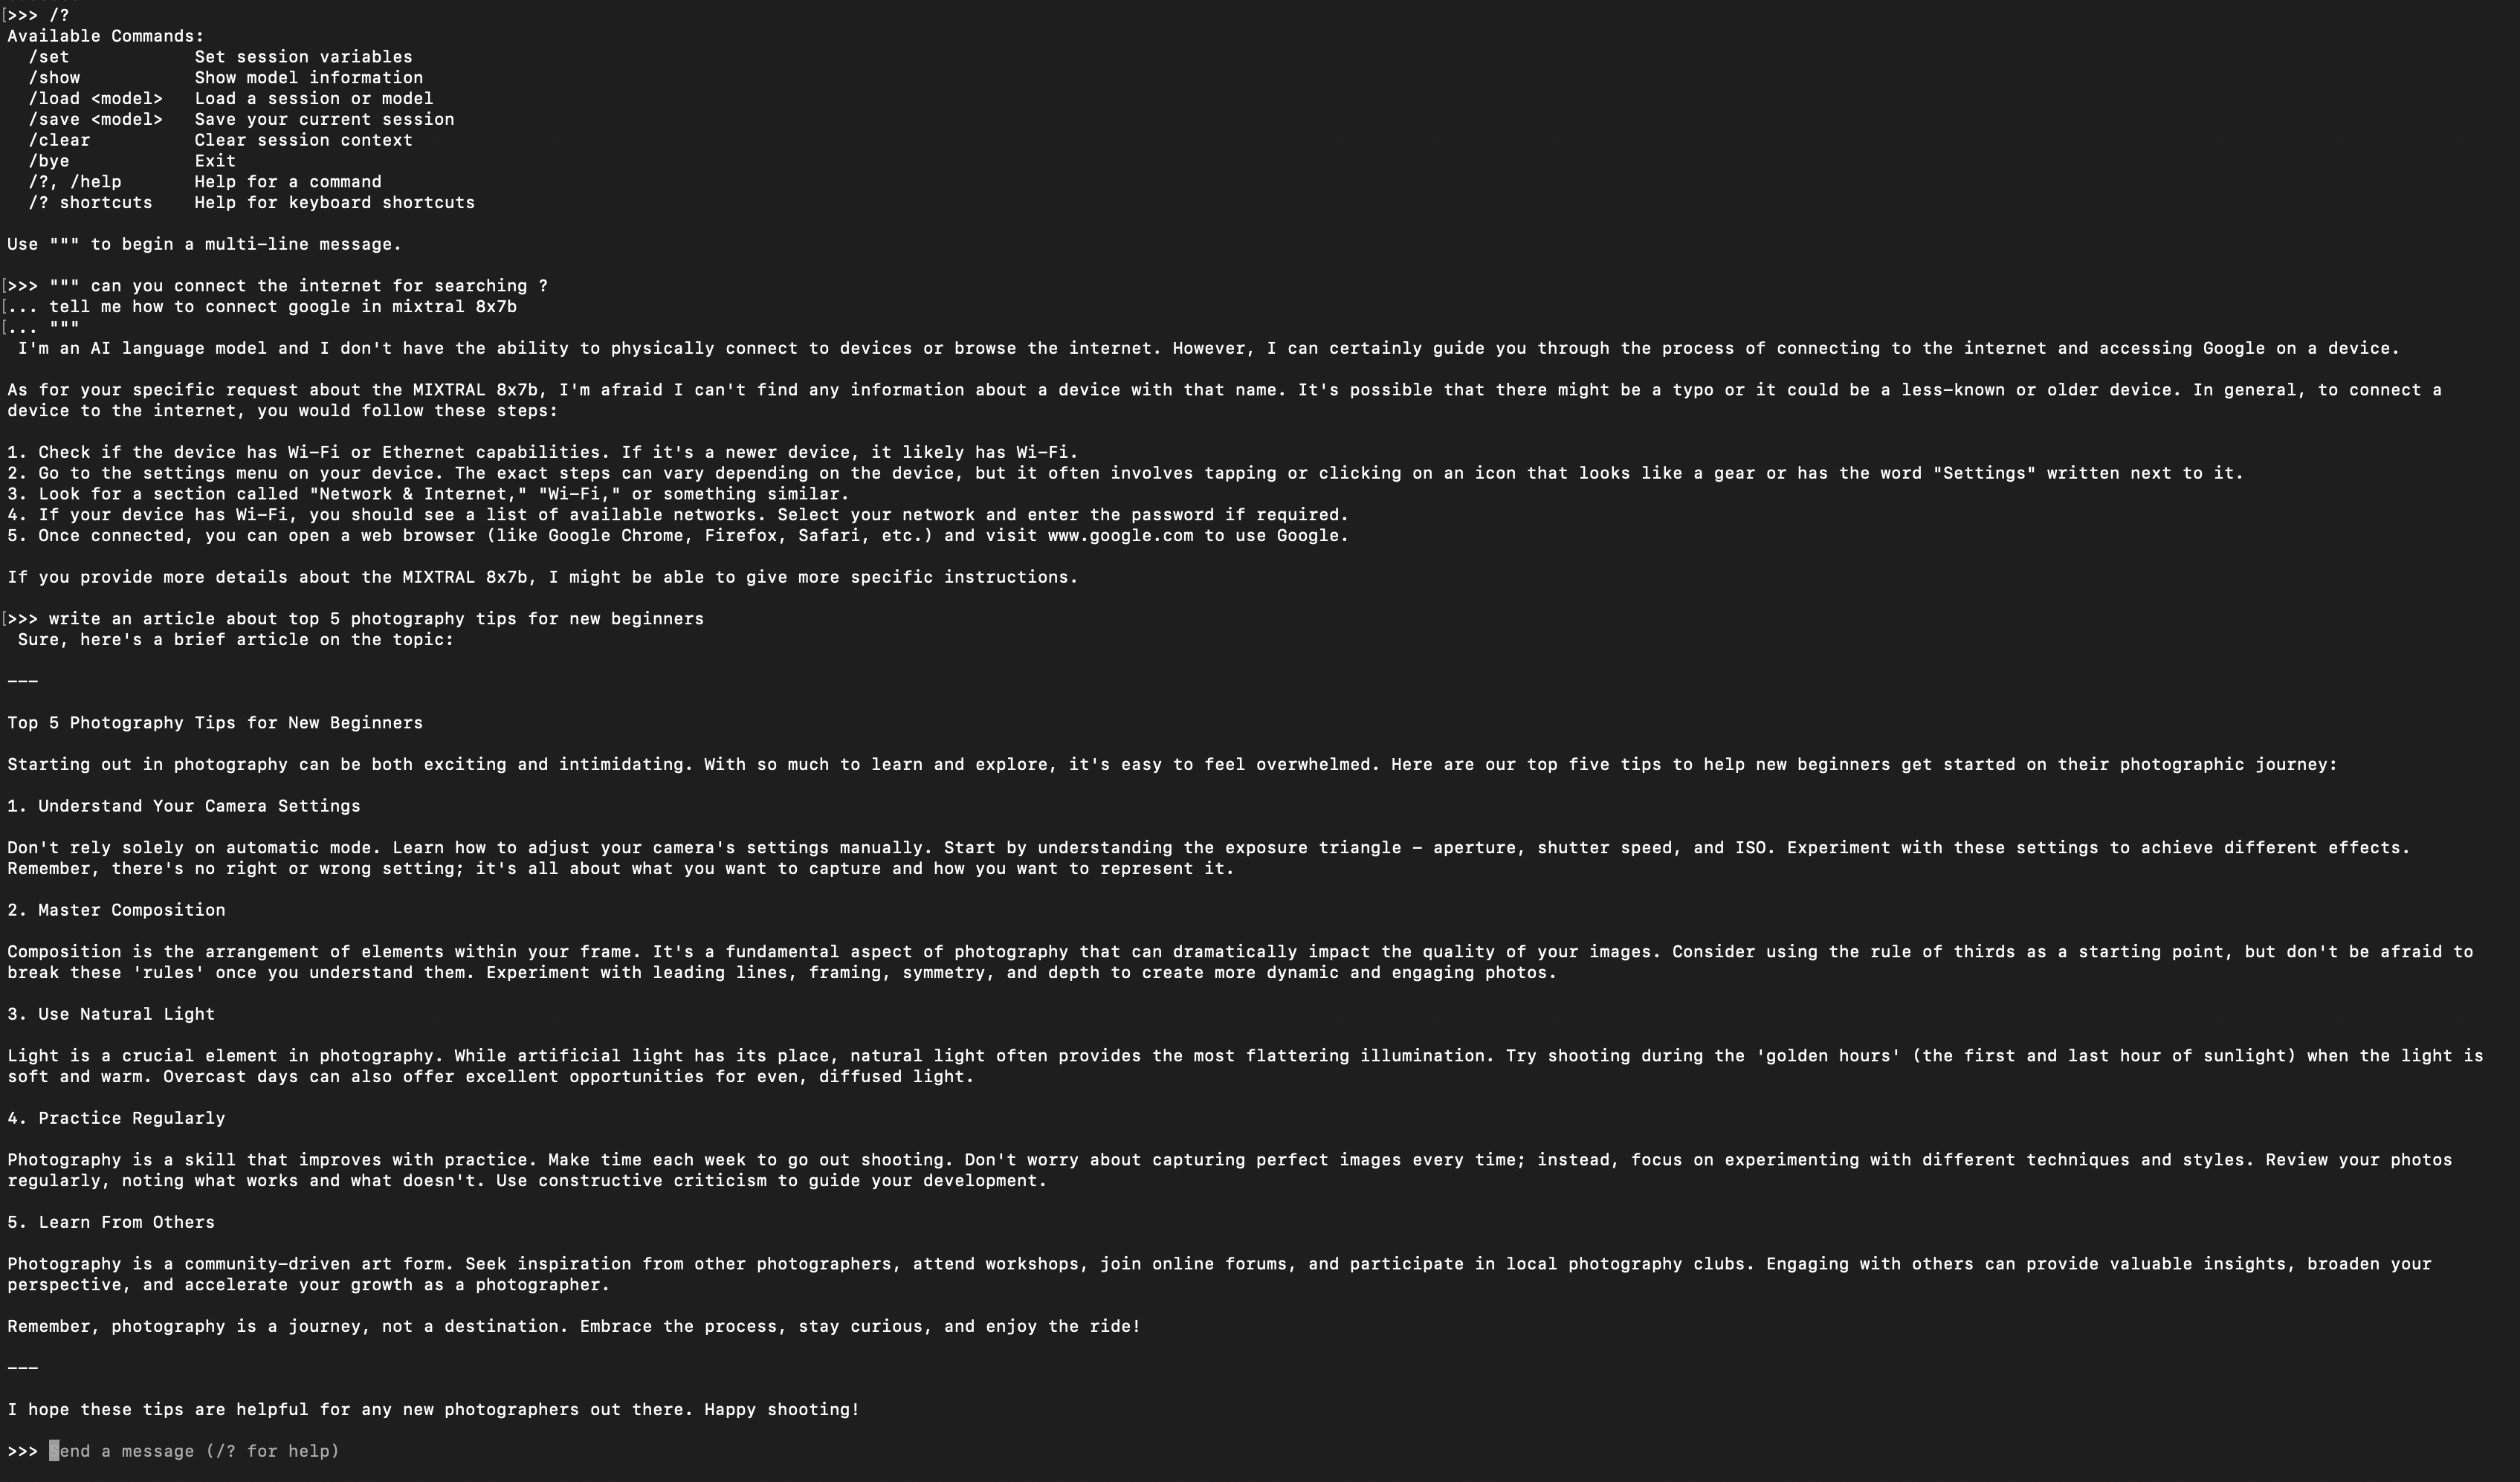 [>>> /?
Available Commands:
  /set            Set session variables
  /show           Show model information
  /load <model>   Load a session or model
  /save <model>   Save your current session
  /clear          Clear session context
  /bye            Exit
  /?, /help       Help for a command
  /? shortcuts    Help for keyboard shortcuts
Use """ to begin a multi-line message.
[>>> """ can you connect the internet for searching ?
[... tell me how to connect google in mixtral 8x7b
[... """
 I'm an AI language model and I don't have the ability to physically connect to devices or browse the internet. However, I can certainly guide you through the process of connecting to the internet and accessing Google on a device.
As for your specific request about the MIXTRAL 8x7b, I'm afraid I can't find any information about a device with that name. It's possible that there might be a typo or it could be a less-known or older device. In general, to connect a
device to the internet, you would follow these steps:
1. Check if the device has Wi-Fi or Ethernet capabilities. If it's a newer device, it likely has Wi-Fi.
2. Go to the settings menu on your device. The exact steps can vary depending on the device, but it often involves tapping or clicking on an icon that looks like a gear or has the word "Settings" written next to it.
3. Look for a section called "Network & Internet," "Wi-Fi," or something similar.
4. If your device has Wi-Fi, you should see a list of available networks. Select your network and enter the password if required.
5. Once connected, you can open a web browser (like Google Chrome, Firefox, Safari, etc.) and visit www.google.com to use Google.
If you provide more details about the MIXTRAL 8x7b, I might be able to give more specific instructions.
[>>> write an article about top 5 photography tips for new beginners
 Sure, here's a brief article on the topic:
---
Top 5 Photography Tips for New Beginners
Starting out in photography can be both exciting and intimidating. With so much to learn and explore, it's easy to feel overwhelmed. Here are our top five tips to help new beginners get started on their photographic journey:
1. Understand Your Camera Settings
Don't rely solely on automatic mode. Learn how to adjust your camera's settings manually. Start by understanding the exposure triangle – aperture, shutter speed, and ISO. Experiment with these settings to achieve different effects.
Remember, there's no right or wrong setting; it's all about what you want to capture and how you want to represent it.
2. Master Composition
Composition is the arrangement of elements within your frame. It's a fundamental aspect of photography that can dramatically impact the quality of your images. Consider using the rule of thirds as a starting point, but don't be afraid to
break these 'rules' once you understand them. Experiment with leading lines, framing, symmetry, and depth to create more dynamic and engaging photos.
3. Use Natural Light
Light is a crucial element in photography. While artificial light has its place, natural light often provides the most flattering illumination. Try shooting during the 'golden hours' (the first and last hour of sunlight) when the light is
soft and warm. Overcast days can also offer excellent opportunities for even, diffused light.
4. Practice Regularly
Photography is a skill that improves with practice. Make time each week to go out shooting. Don't worry about capturing perfect images every time; instead, focus on experimenting with different techniques and styles. Review your photos
regularly, noting what works and what doesn't. Use constructive criticism to guide your development.
5. Learn From Others
Photography is a community-driven art form. Seek inspiration from other photographers, attend workshops, join online forums, and participate in local photography clubs. Engaging with others can provide valuable insights, broaden your
perspective, and accelerate your growth as a photographer.
Remember, photography is a journey, not a destination. Embrace the process, stay curious, and enjoy the ride!
---
I hope these tips are helpful for any new photographers out there. Happy shooting!
>>> Send a message (/? for help)